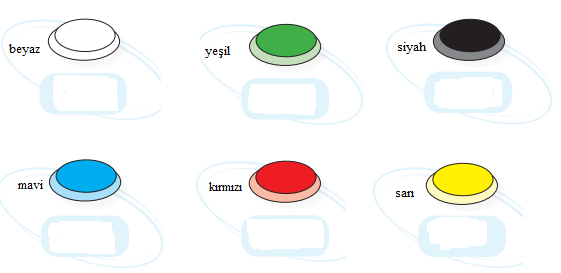 beyaz
yeşil
siyah
mavi
kırmızı
sarı